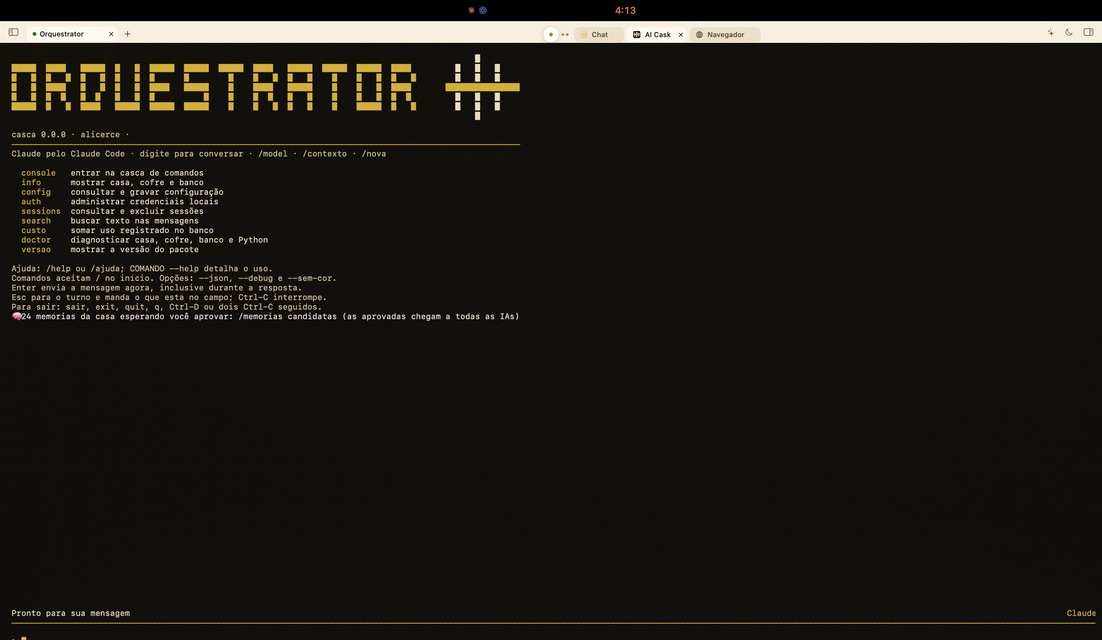 4:13
Orquestrator
Chat
AI Cask
Navegador
ORQUESTRATOR
casca 0.0.0 · alicerce ·
Claude pelo Claude Code · digite para conversar · /model · /contexto · /nova
console entrar na casca de comandos
info mostrar casa, cofre e banco
config consultar e gravar configuração
auth administrar credenciais locais
sessions consultar e excluir sessões
search buscar texto nas mensagens
custo somar uso registrado no banco
doctor diagnosticar casa, cofre, banco e Python
versao mostrar a versão do pacote
Ajuda: /help ou /ajuda; COMANDO --help detalha o uso.
Comandos aceitam / no início. Opções: --json, --debug e --sem-cor.
Enter envia a mensagem agora, inclusive durante a resposta.
Esc para o turno e manda o que esta no campo; Ctrl-C interrompe.
Para sair: sair, exit, quit, q, Ctrl-D ou dois Ctrl-C seguidos.
🧠24 memórias da casa esperando você aprovar: /memorias candidatas (as aprovadas chegam a todas as IAs)
Pronto para sua mensagem
Claude